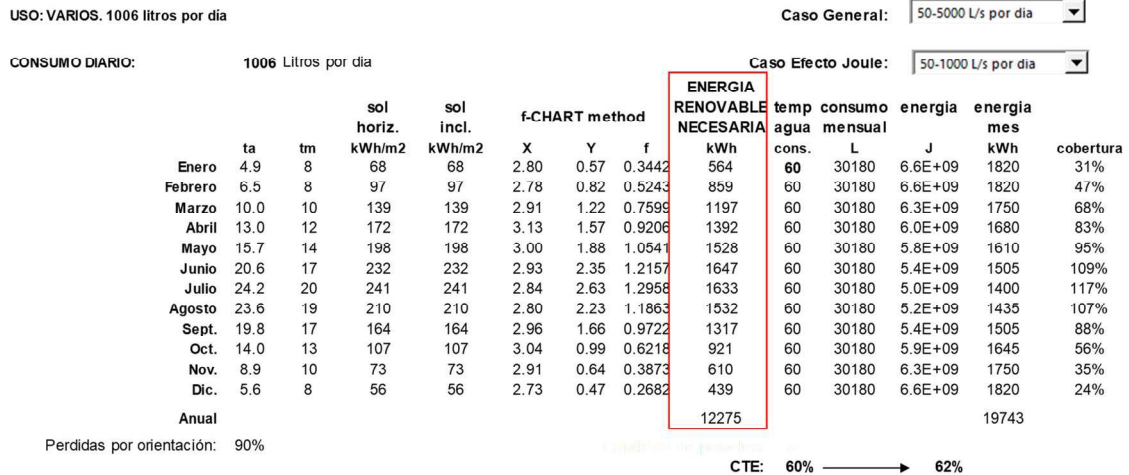 USO: VARIOS. 1006 litros por día Caso General: 50-5000 L/s por dia
CONSUMO DIARIO: 1006 Litros por dia Caso Efecto Joule: 50-1000 L/s por dia
ENERGIA
sol sol f-CHART method RENOVABLE temp consumo energia energia
horiz. incl. NECESARIA agua mensual mes
ta tm kWh/m2 kWh/m2 X Y f kWh cons. L J kWh cobertura
Enero 4.9 8 68 68 2.80 0.57 0.3442 564 60 30180 6.6E+09 1820 31%
Febrero 6.5 8 97 97 2.78 0.82 0.5243 859 60 30180 6.6E+09 1820 47%
Marzo 10.0 10 139 139 2.91 1.22 0.7599 1197 60 30180 6.3E+09 1750 68%
Abril 13.0 12 172 172 3.13 1.57 0.9206 1392 60 30180 6.0E+09 1680 83%
Mayo 15.7 14 198 198 3.00 1.88 1.0541 1528 60 30180 5.8E+09 1610 95%
Junio 20.6 17 232 232 2.93 2.35 1.2157 1647 60 30180 5.4E+09 1505 109%
Julio 24.2 20 241 241 2.84 2.63 1.2958 1633 60 30180 5.0E+09 1400 117%
Agosto 23.6 19 210 210 2.80 2.23 1.1863 1532 60 30180 5.2E+09 1435 107%
Sept. 19.8 17 164 164 2.96 1.66 0.9722 1317 60 30180 5.4E+09 1505 88%
Oct. 14.0 13 107 107 3.04 0.99 0.6218 921 60 30180 5.9E+09 1645 56%
Nov. 8.9 10 73 73 2.91 0.64 0.3873 610 60 30180 6.3E+09 1750 35%
Dic. 5.6 8 56 56 2.73 0.47 0.2682 439 60 30180 6.6E+09 1820 24%
Anual 12275 19743
Perdidas por orientación: 90%
CTE: 60% 62%